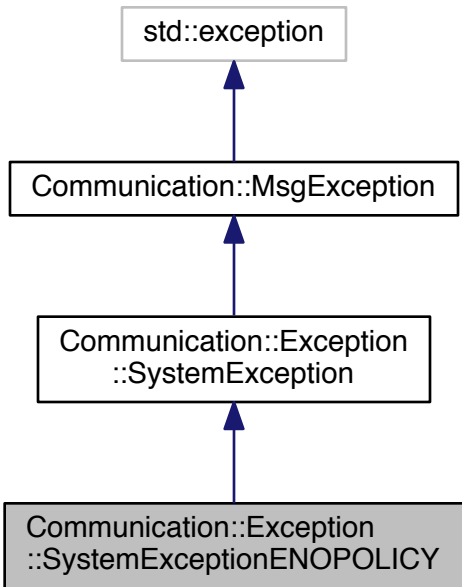 std::exception
Communication::MsgException
Communication::Exception
::SystemException
Communication::Exception
::SystemExceptionENOPOLICY